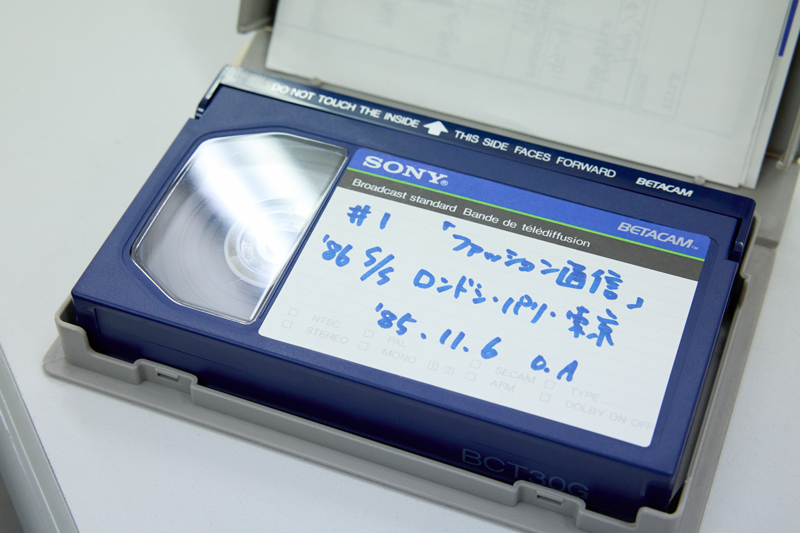 DO NOT TOUCH THE INSIDE THIS SIDE FACES FORWARD BETACAM
SONY®
Broadcast standard Bande de télédiffusion BETACAM™
#1 「ファッション通信」
'86 S/S ロンドン・パリ・東京
'85.11.6 O.A
NTSC PAL SECAM TYPE
STEREO MONO AFM DOLBY ON OFF
BCT30G